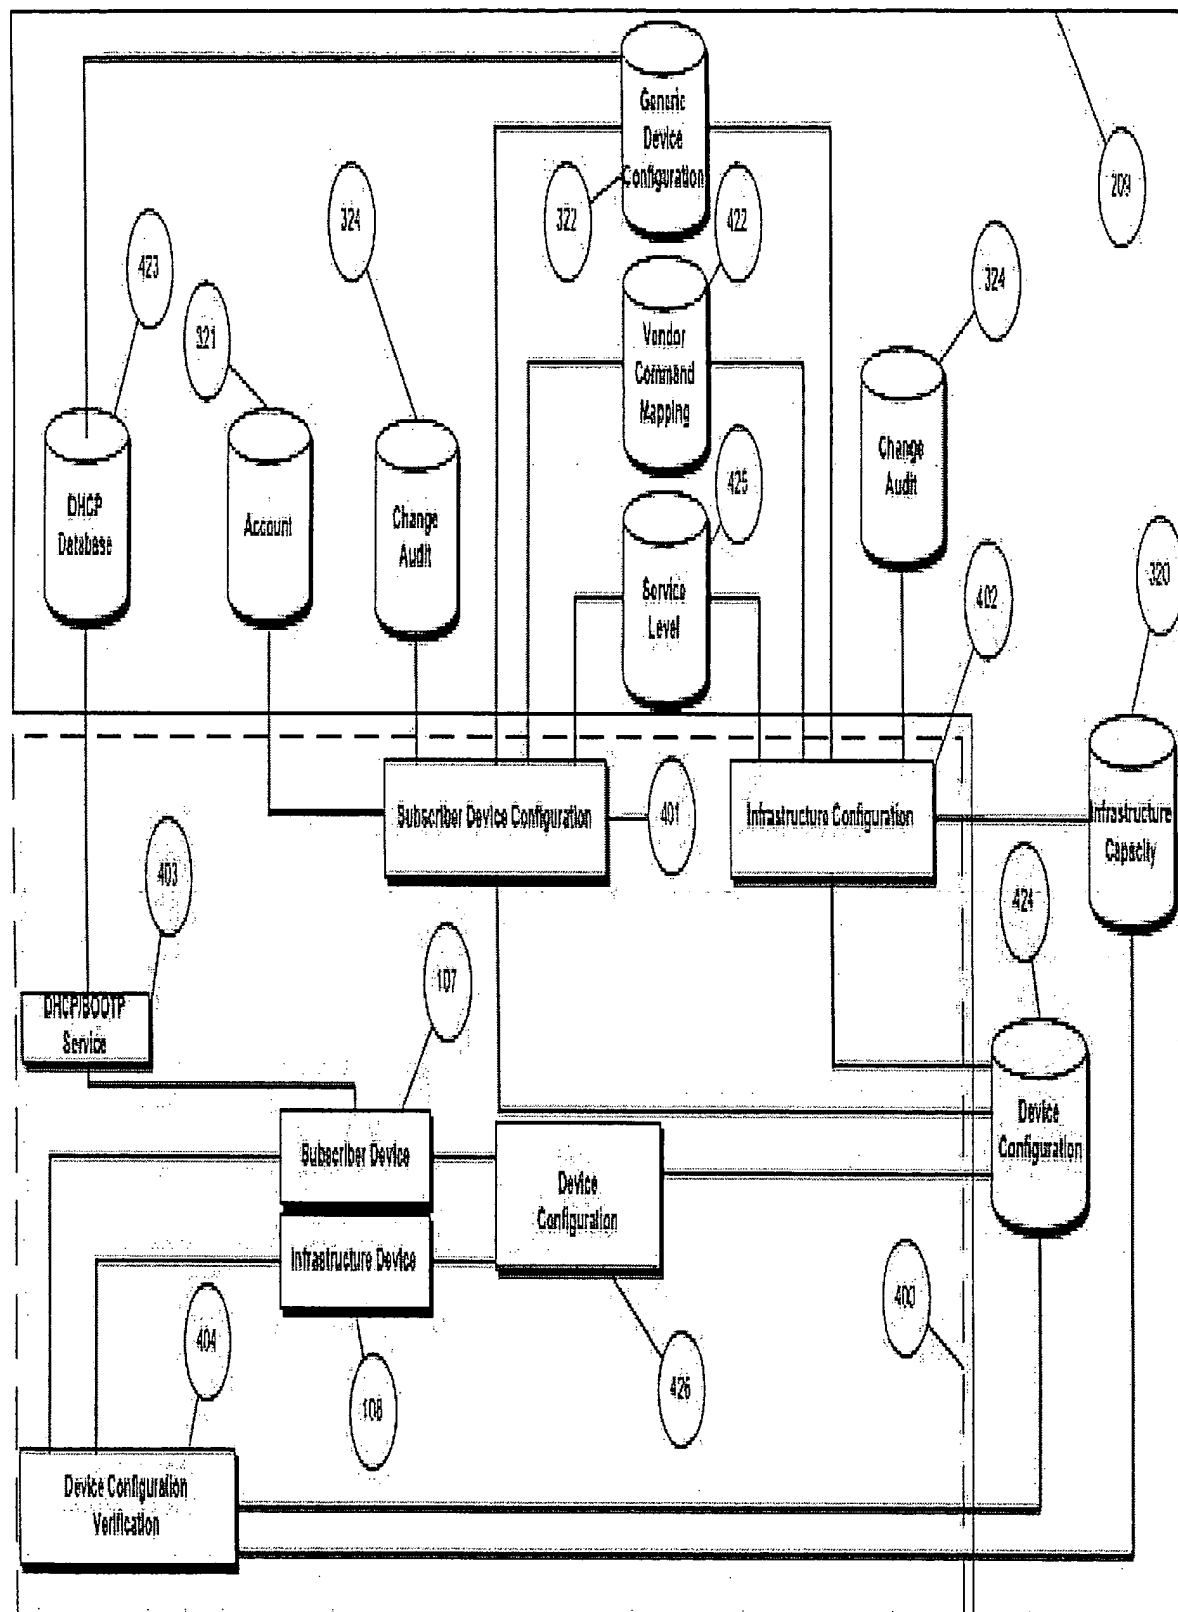 Generic
Device
Configuration
209
322
422
324
423
321
324
Vendor
Command
Mapping
Change
Audit
425
DHCP
Database
Account
Change
Audit
Service
Level
402
320
Subscriber Device Configuration
401
Infrastructure Configuration
Infrastructure
Capacity
403
424
107
DHCP/BOOTP
Service
Subscriber Device
Device
Configuration
Device
Configuration
Infrastructure Device
400
404
426
108
Device Configuration
Verification